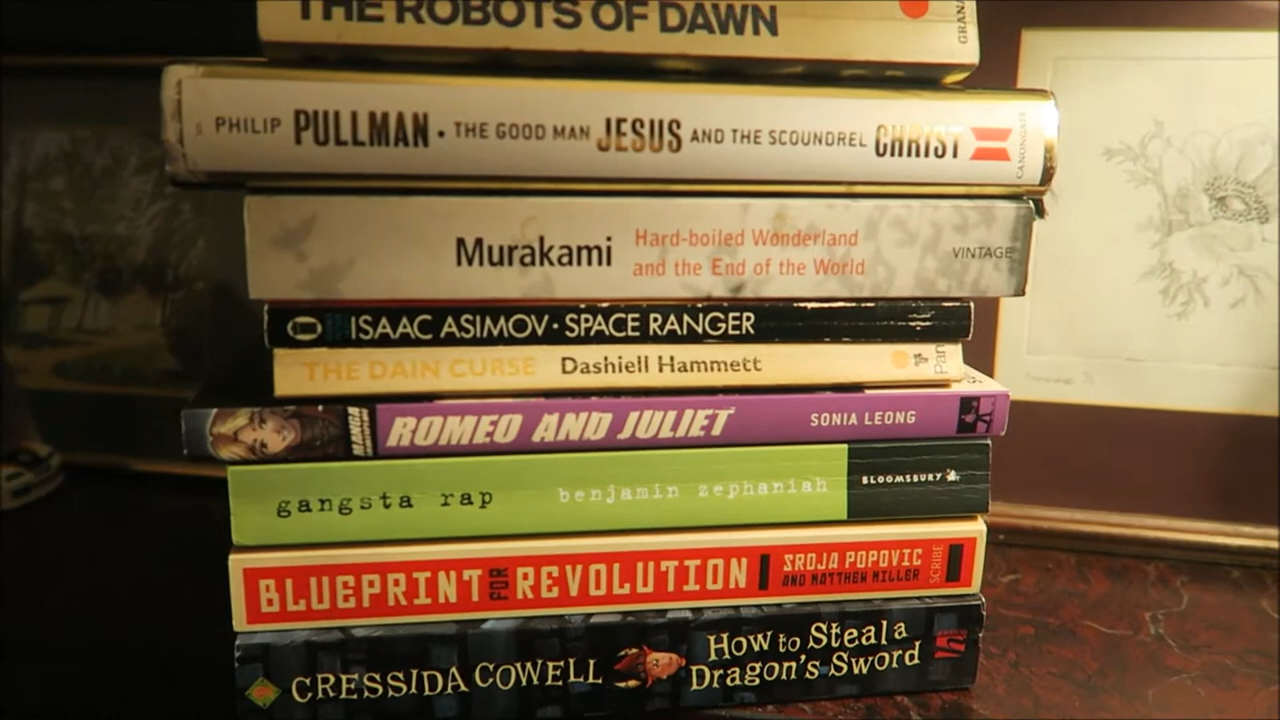 THE ROBOTS OF DAWN
PHILIP PULLMAN • THE GOOD MAN JESUS AND THE SCOUNDREL CHRIST CANONGATE
Murakami Hard-boiled Wonderland
and the End of the World VINTAGE
ISAAC ASIMOV · SPACE RANGER
THE DAIN CURSE Dashiell Hammett Pan
ROMEO AND JULIET SONIA LEONG
gangsta rap benjamin zephaniah BLOOMSBURY
BLUEPRINT FOR REVOLUTION SRDJA POPOVIC
AND MATTHEW MILLER SCRIBE
CRESSIDA COWELL How to Steal a
Dragon's Sword